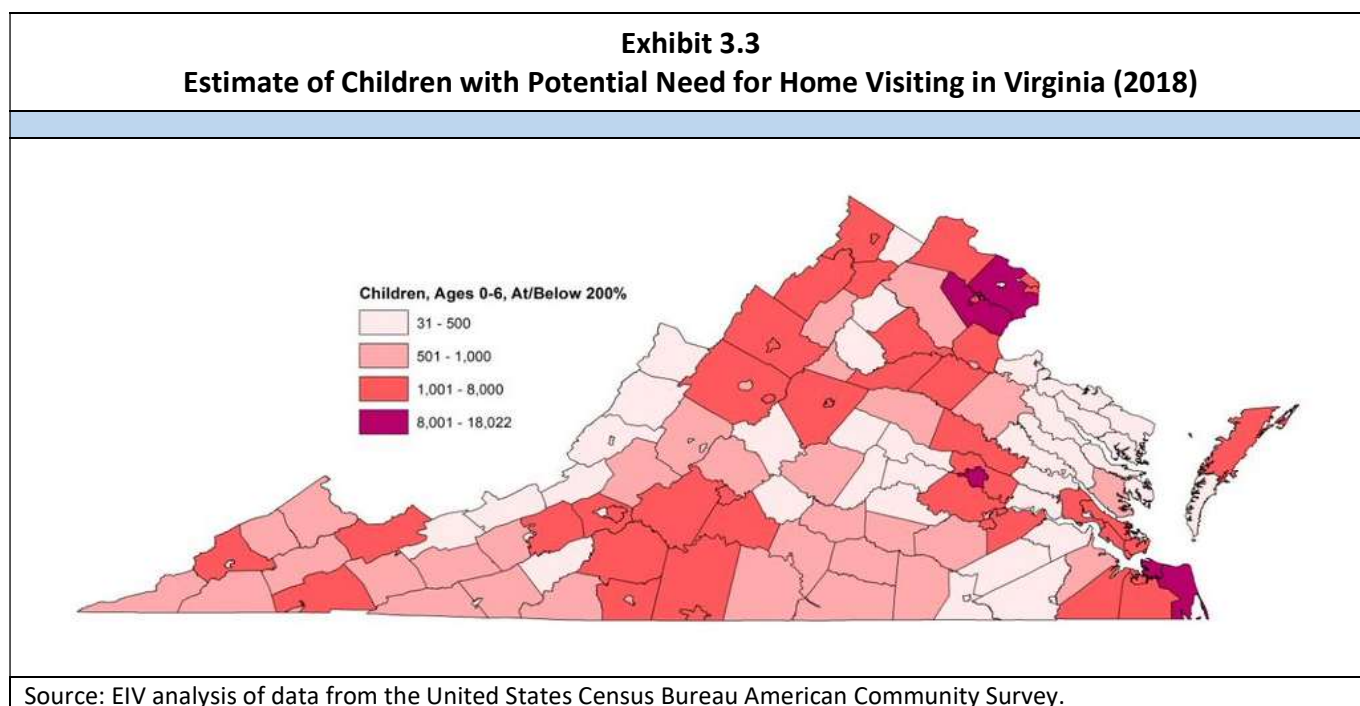 Exhibit 3.3
Estimate of Children with Potential Need for Home Visiting in Virginia (2018)
Children, Ages 0-6, At/Below 200%
31 - 500
501 - 1,000
1,001 - 8,000
8,001 - 18,022
Source: EIV analysis of data from the United States Census Bureau American Community Survey.